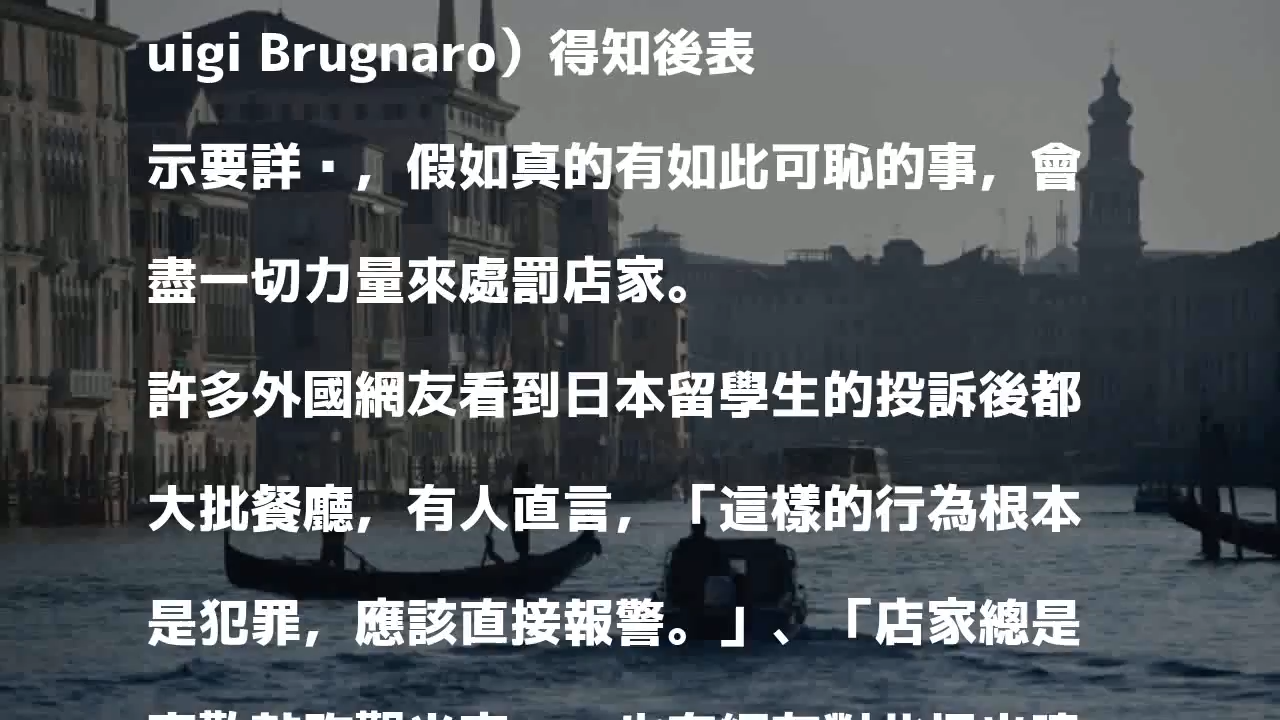 uigi Brugnaro）得知後表
示要詳▪，假如真的有如此可恥的事，會
盡一切力量來處罰店家。
許多外國網友看到日本留學生的投訴後都
大批餐廳，有人直言，「這樣的行為根本
是犯罪，應該直接報警。」、「店家總是